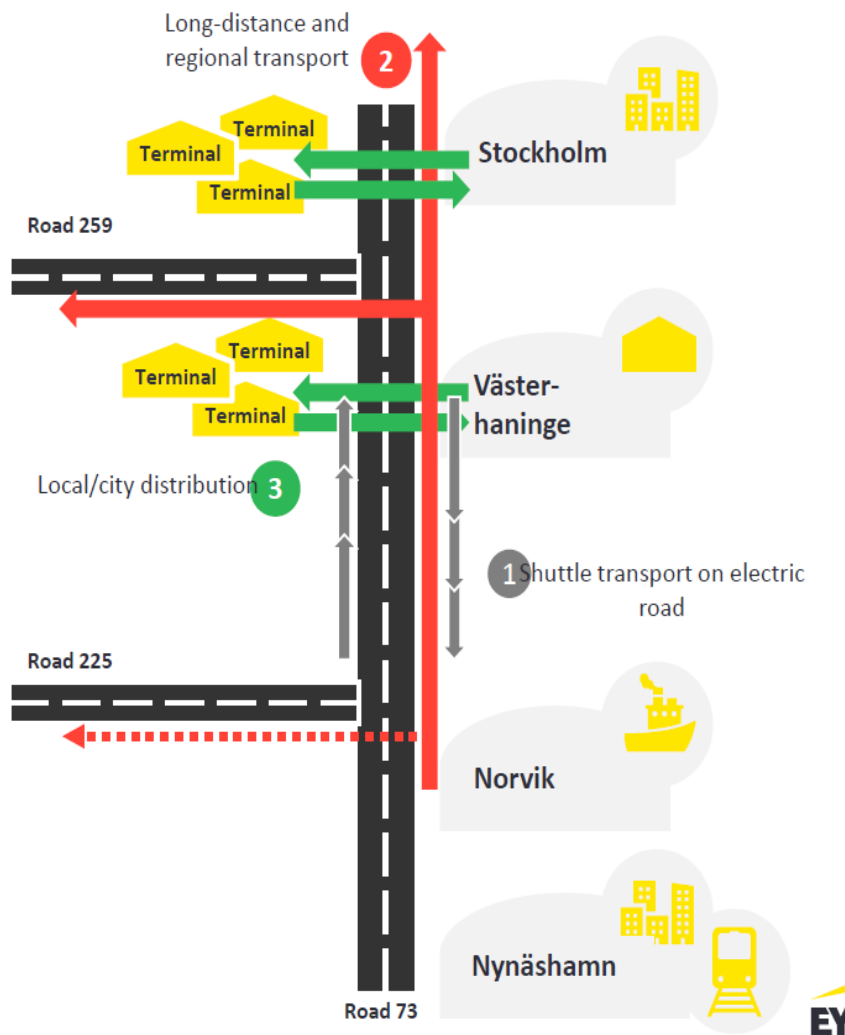 Long-distance and
regional transport
2
Terminal
Terminal
Terminal
Stockholm
Road 259
Terminal
Terminal
Terminal
Väster-
haninge
Local/city distribution
3
1
Shuttle transport on electric
road
Road 225
Norvik
Nynäshamn
Road 73
EY